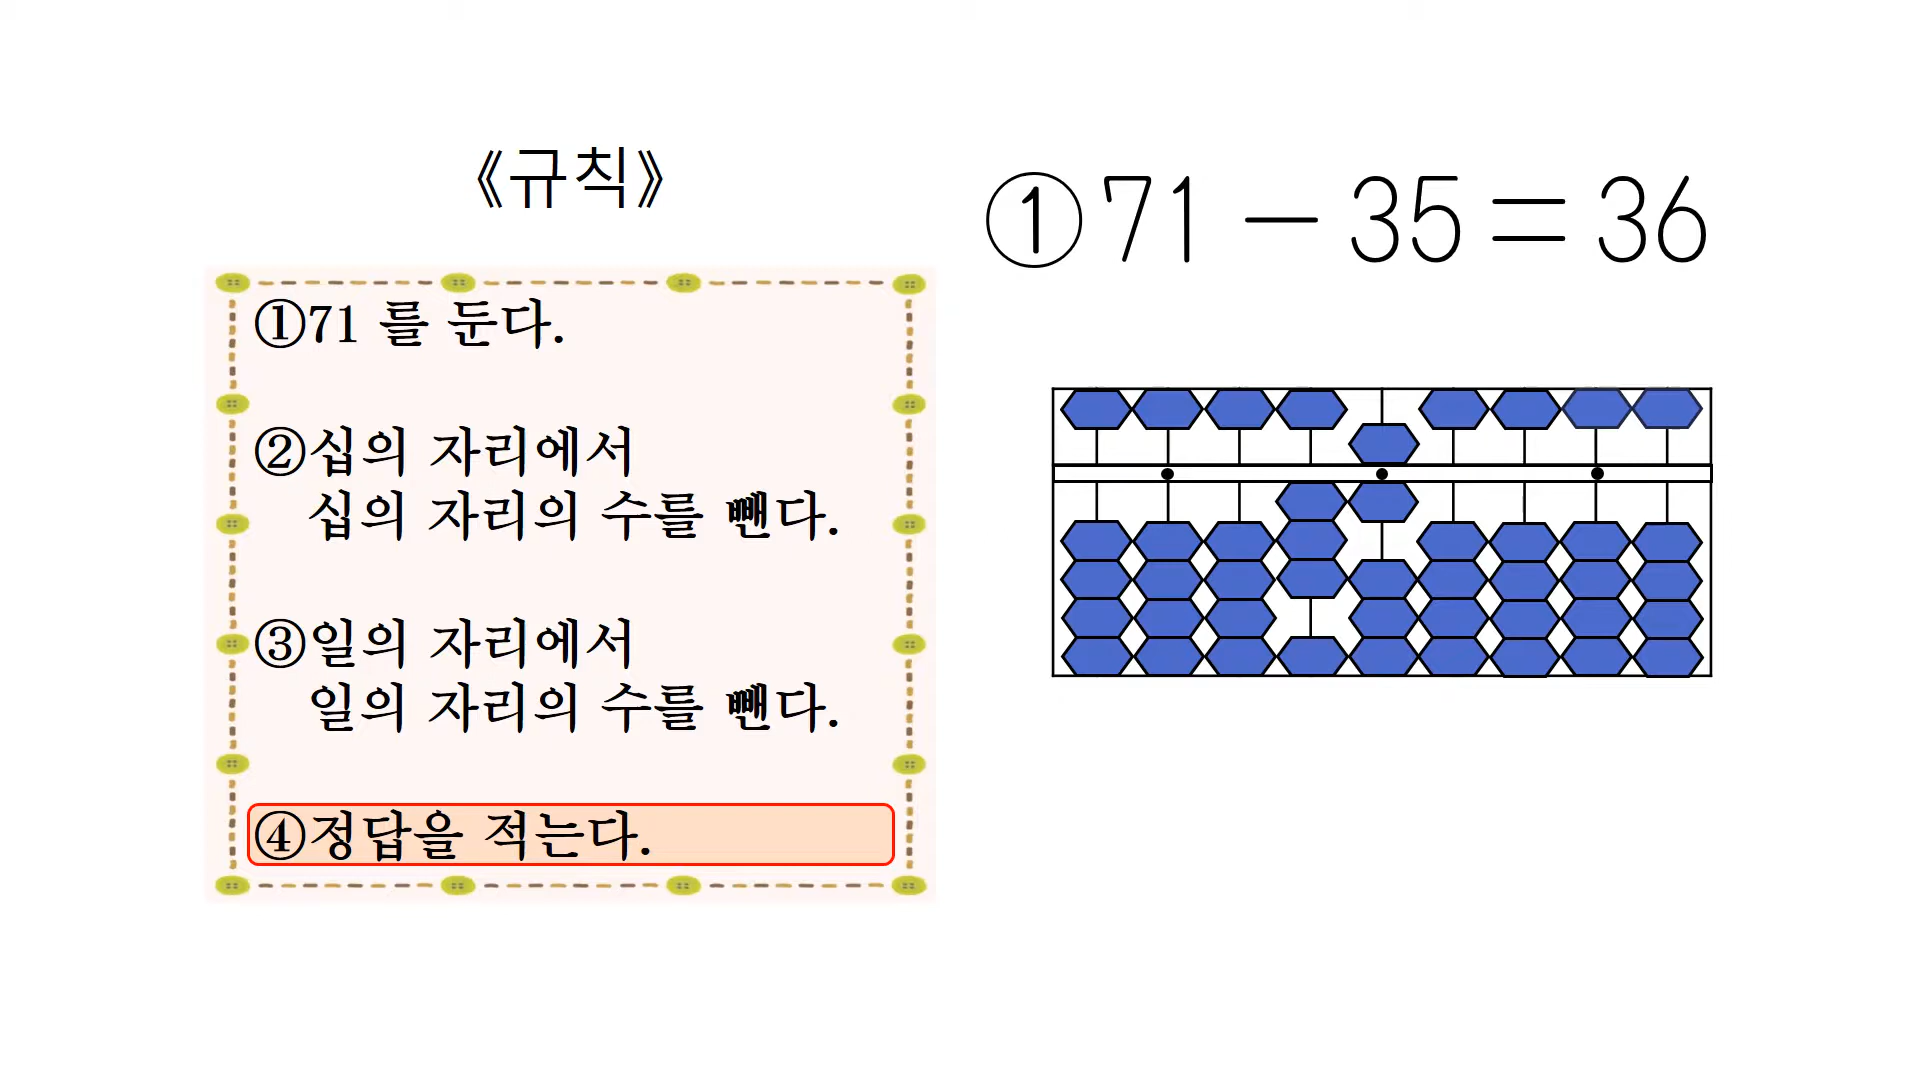 《규칙》
①71 를 둔다.
②십의 자리에서
십의 자리의 수를 뺀다.
③일의 자리에서
일의 자리의 수를 뺀다.
④정답을 적는다.
①71－35＝36